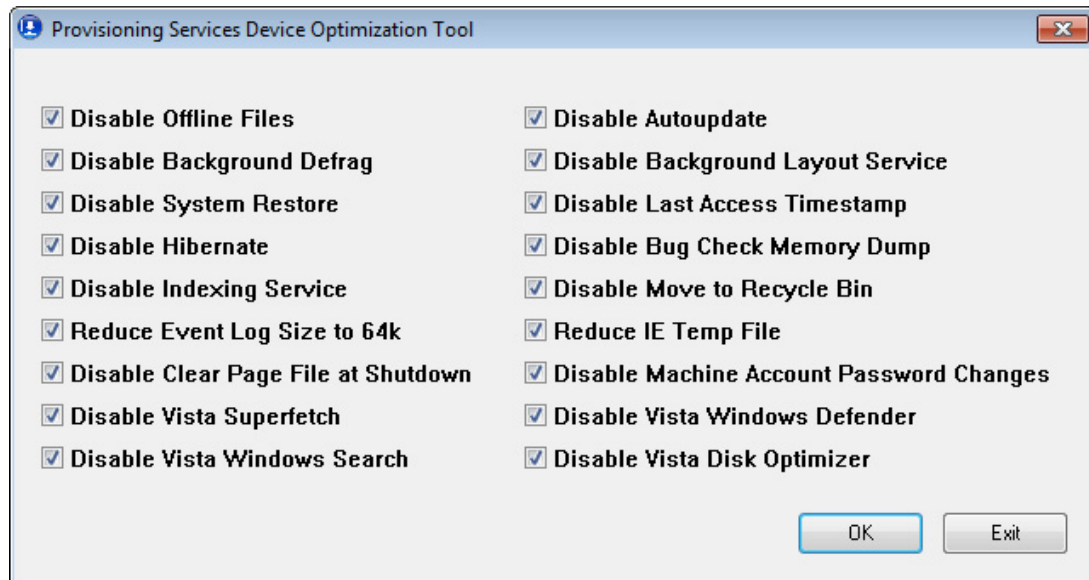 Provisioning Services Device Optimization Tool
Disable Offline Files
Disable Autoupdate
Disable Background Defrag
Disable Background Layout Service
Disable System Restore
Disable Last Access Timestamp
Disable Hibernate
Disable Bug Check Memory Dump
Disable Indexing Service
Disable Move to Recycle Bin
Reduce Event Log Size to 64k
Reduce IE Temp File
Disable Clear Page File at Shutdown
Disable Machine Account Password Changes
Disable Vista Superfetch
Disable Vista Windows Defender
Disable Vista Windows Search
Disable Vista Disk Optimizer
OK
Exit